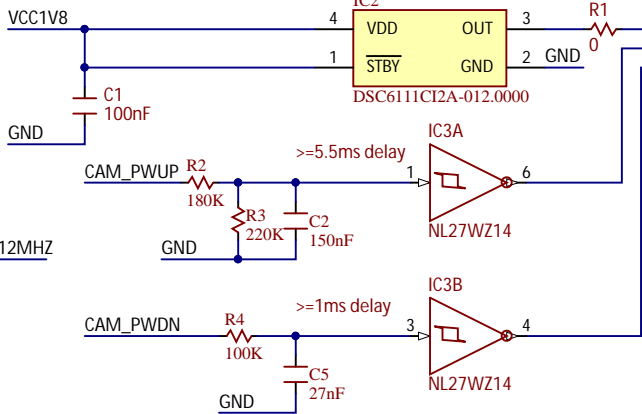 IC2
R1
VCC1V8
4
VDD
OUT
3
0
1
STBY
GND
2
GND
C1
100nF
DSC6111CI2A-012.0000
GND
IC3A
>=5.5ms delay
CAM_PWUP
R2
1
6
180K
R3
220K
C2
150nF
NL27WZ14
12MHZ
GND
IC3B
>=1ms delay
CAM_PWDN
R4
3
4
100K
C5
27nF
NL27WZ14
GND